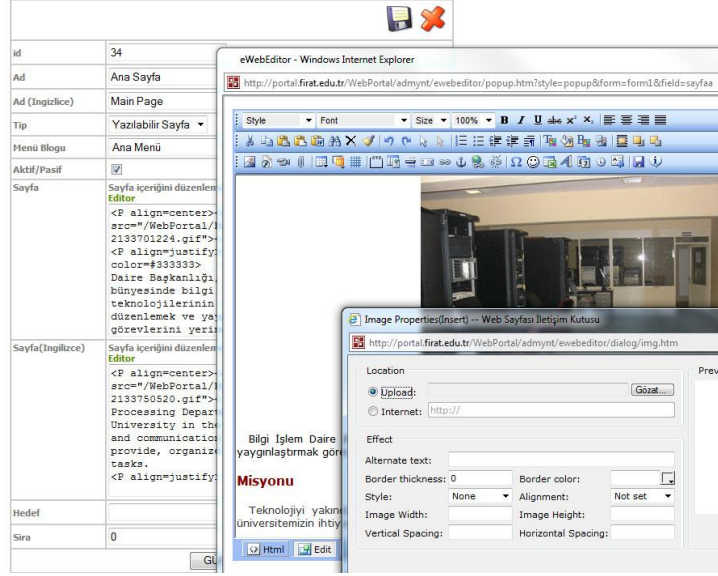 id 34
Ad Ana Sayfa
Ad (Ingizlice) Main Page
Tip Yazılabilir Sayfa
Menü Blogu Ana Menü
Aktif/Pasif
Sayfa Sayfa içeriğini düzenlem
Editor
<P align=center>
src="/WebPortal/
2133701224.gif">
<P align=justify
color=#333333>
Daire Başkanlığı,
bünyesinde bilgi
teknolojilerinin
düzenlemek ve
görevlerini
Sayfa(Ingilizce) Sayfa içeriğini düzenlem
Editor
<P align=center>
src="/WebPortal/
2133750520.gif">
Processing Depar
University in the
and communication
provide, organize
tasks.
<P align=justify
Hedef
Sira 0
eWebEditor - Windows Internet Explorer
http://portal.firat.edu.tr/WebPortal/admynt/ewebeditor/popup.htm?style=popup&form=form1&field=sayfaa
Style Font Size 100% B I U abc x² x₂
Bilgi İşlem Daire
yaygınlaştırmak
Misyonu
Teknolojiyi
üniversitemizin
Html Edit
Image Properties(Insert) -- Web Sayfası İletişim Kutusu
http://portal.firat.edu.tr/WebPortal/admynt/ewebeditor/dialog/img.htm
Location
Prev
Upload: Gözat...
Internet: http://
Effect
Alternate text:
Border thickness: 0 Border color:
Style: None Alignment: Not set
Image Width: Image Height:
Vertical Spacing: Horizontal Spacing: